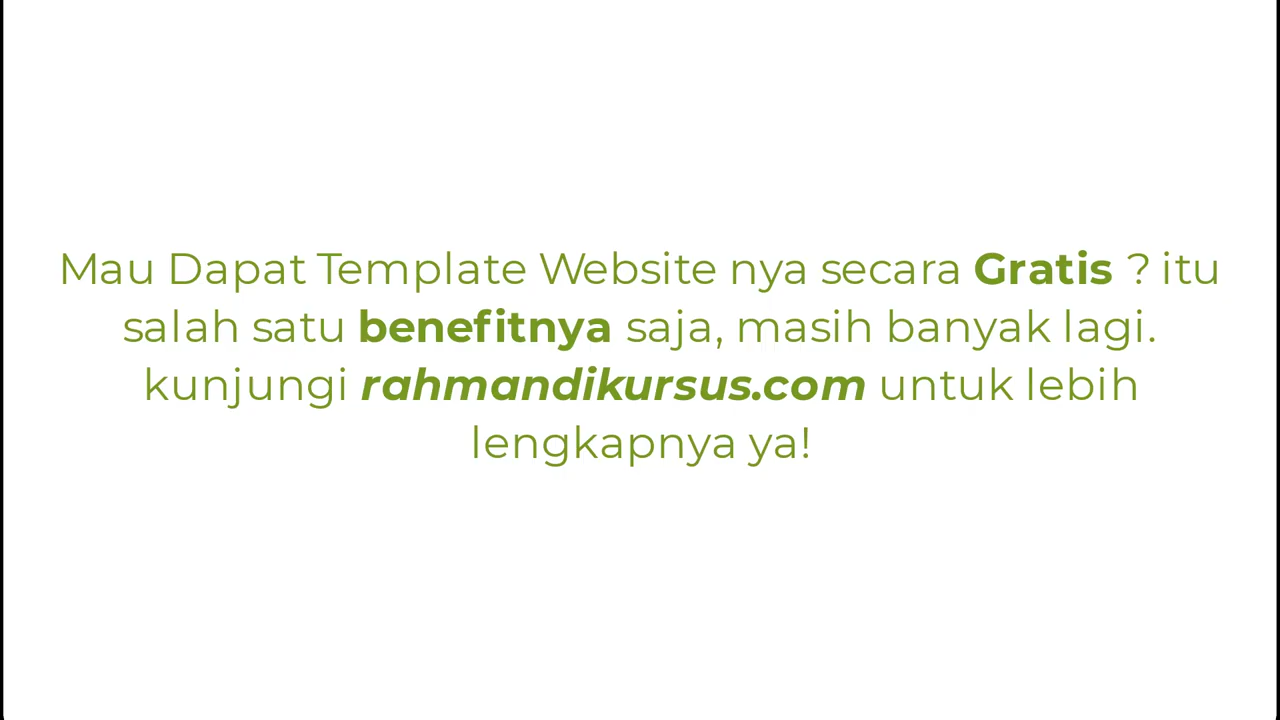 Mau Dapat Template Website nya secara Gratis ? itu
salah satu benefitnya saja, masih banyak lagi.
kunjungi rahmandikursus.com untuk lebih
lengkapnya ya!